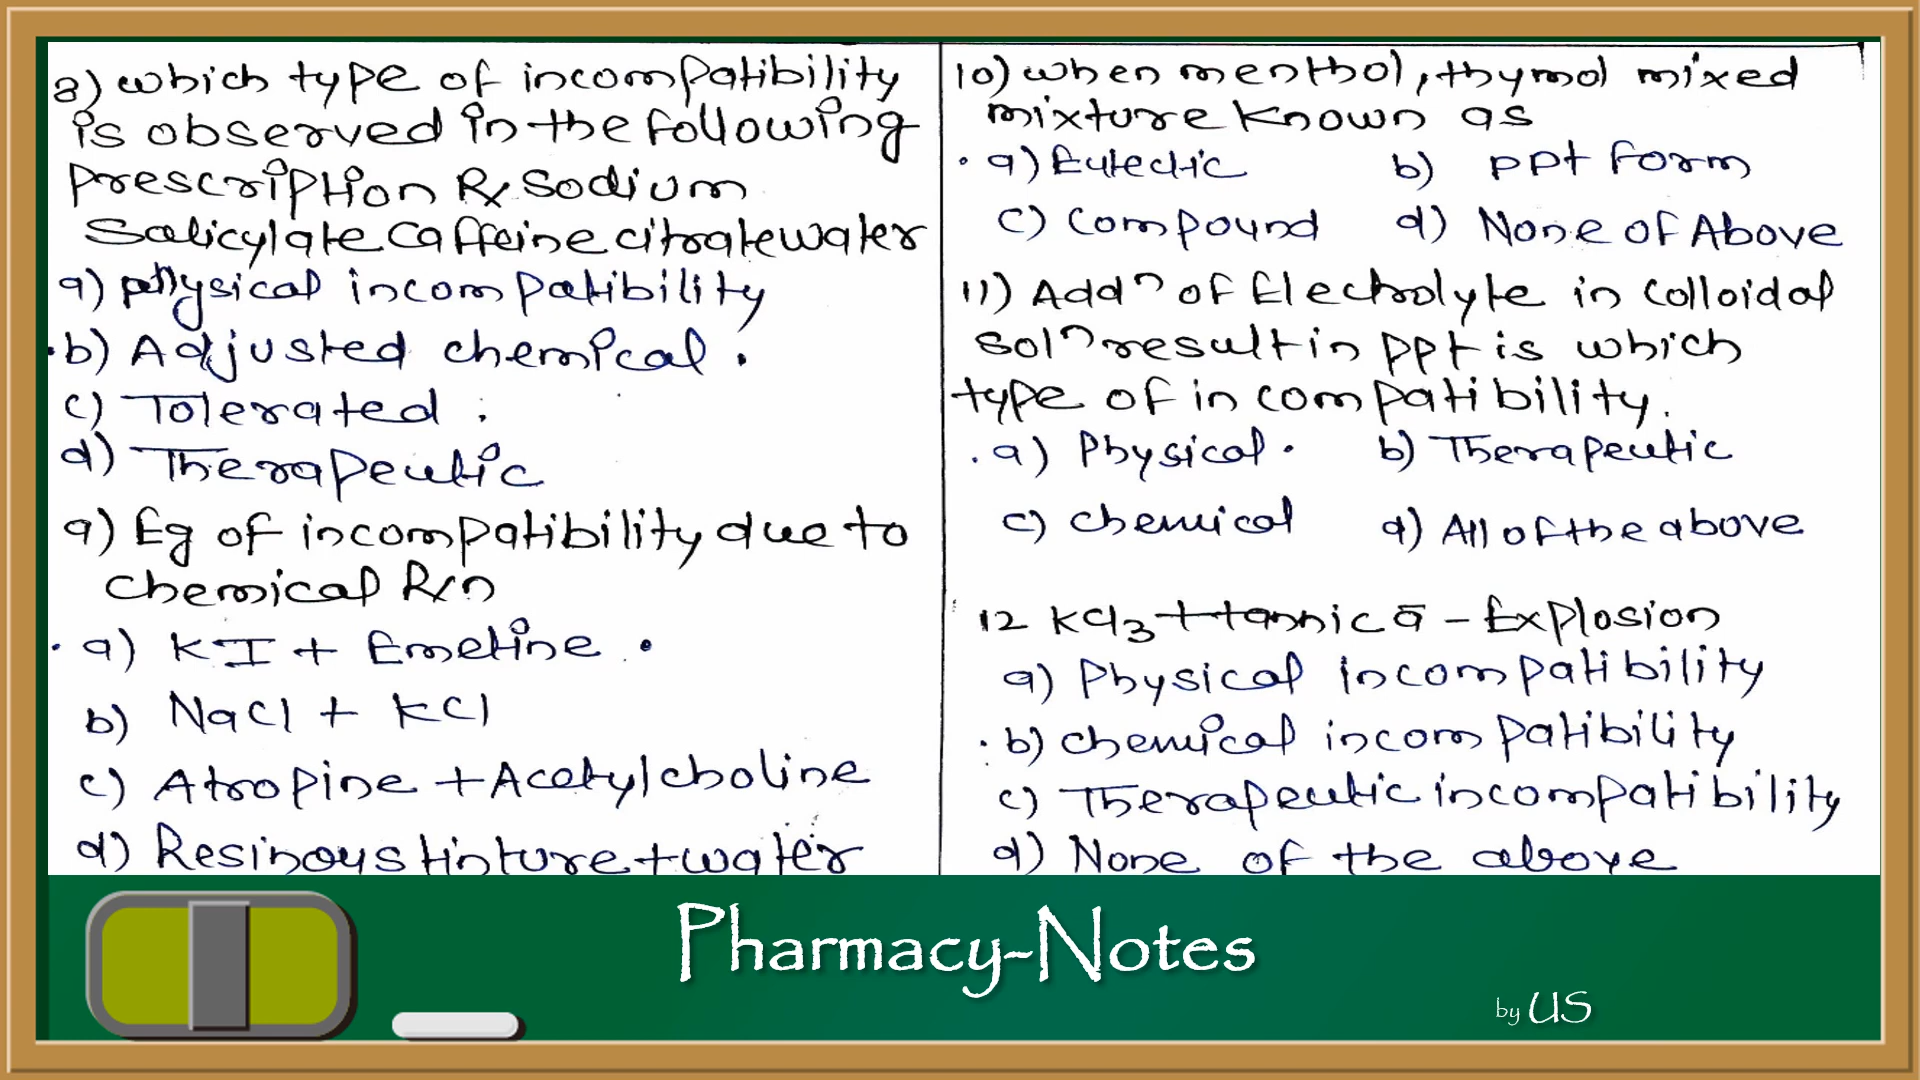 8) which type of incompatibility
is observed in the following
prescription Rx Sodium
Salicylate Caffeine citrate water
a) physical incompatibility
b) Adjusted chemical.
c) Tolerated.
d) Therapeutic
9) Eg of incompatibility due to
chemical Rxn
a) KI + Emetine
b) NaCl + KCl
c) Atropine + Acetylcholine
d) Resinous tinture + water
10) when menthol, thymol mixed
mixture known as
a) Eutectic b) ppt form
c) Compound d) None of Above
11) Addn of Electrolyte in colloidal
soln result in ppt is which
type of incompatibility.
a) Physical b) Therapeutic
c) chemical d) All of the above
12 KCl3 + tannic a - Explosion
a) Physical incompatibility
b) chemical incompatibility
c) Therapeutic incompatibility
d) None of the above
Pharmacy-Notes
by US